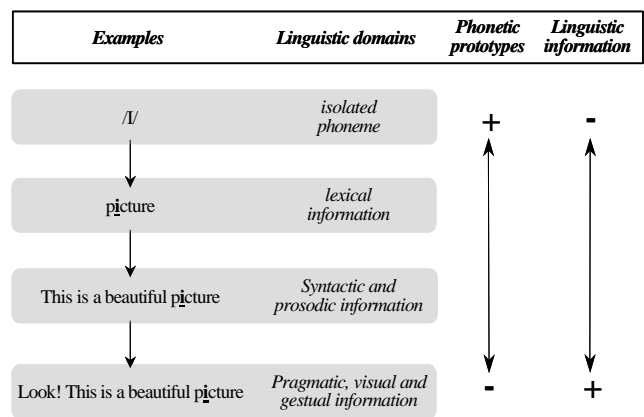 Examples Linguistic domains Phonetic prototypes Linguistic information
/I/ isolated phoneme + -
picture lexical information
This is a beautiful picture Syntactic and prosodic information
Look! This is a beautiful picture Pragmatic, visual and gestual information - +